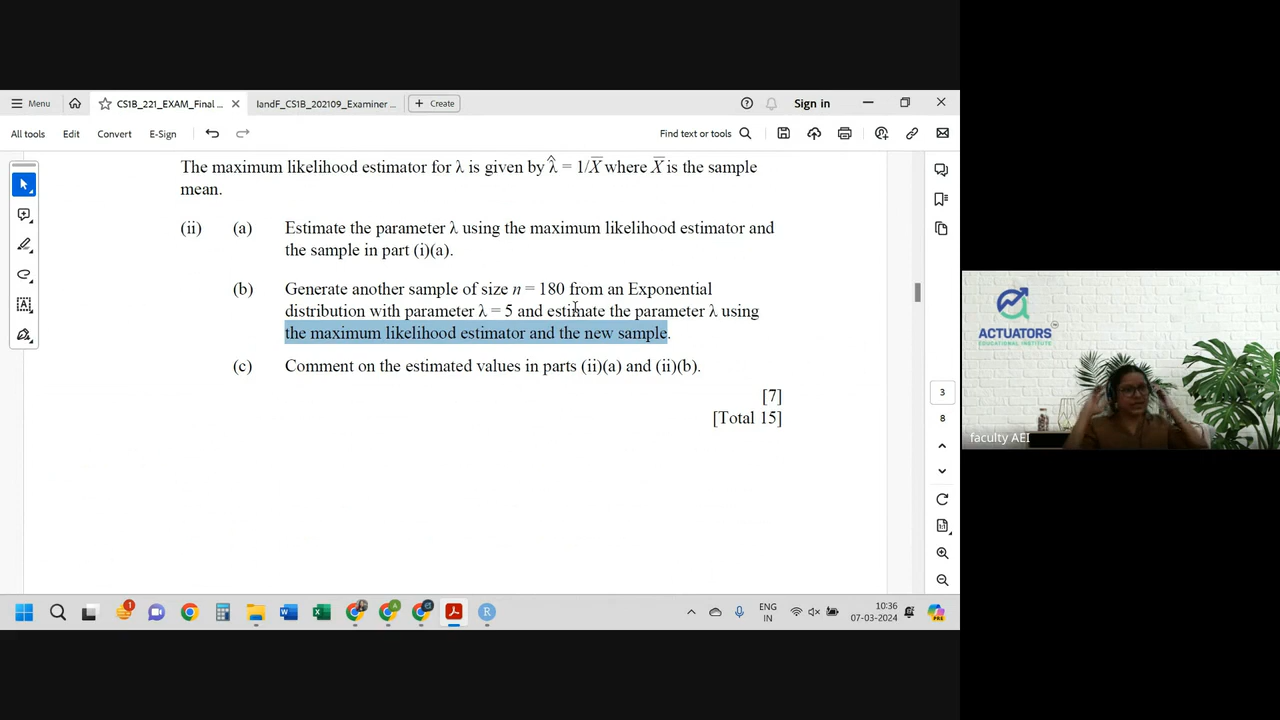 CS1B_221_EXAM_Final ...
IandF_CS1B_202109_Examiner ...
Create
Menu
Sign in
All tools
Edit
Convert
E-Sign
Find text or tools
The maximum likelihood estimator for λ is given by λ̂ = 1/X̅ where X̅ is the sample
mean.
(ii) (a) Estimate the parameter λ using the maximum likelihood estimator and
the sample in part (i)(a).
(b) Generate another sample of size n = 180 from an Exponential
distribution with parameter λ = 5 and estimate the parameter λ using
the maximum likelihood estimator and the new sample.
(c) Comment on the estimated values in parts (ii)(a) and (ii)(b).
[7]
[Total 15]
3
8
ACTUATORS
EDUCATIONAL INSTITUTE
faculty AEI
ENG
IN
10:36
07-03-2024